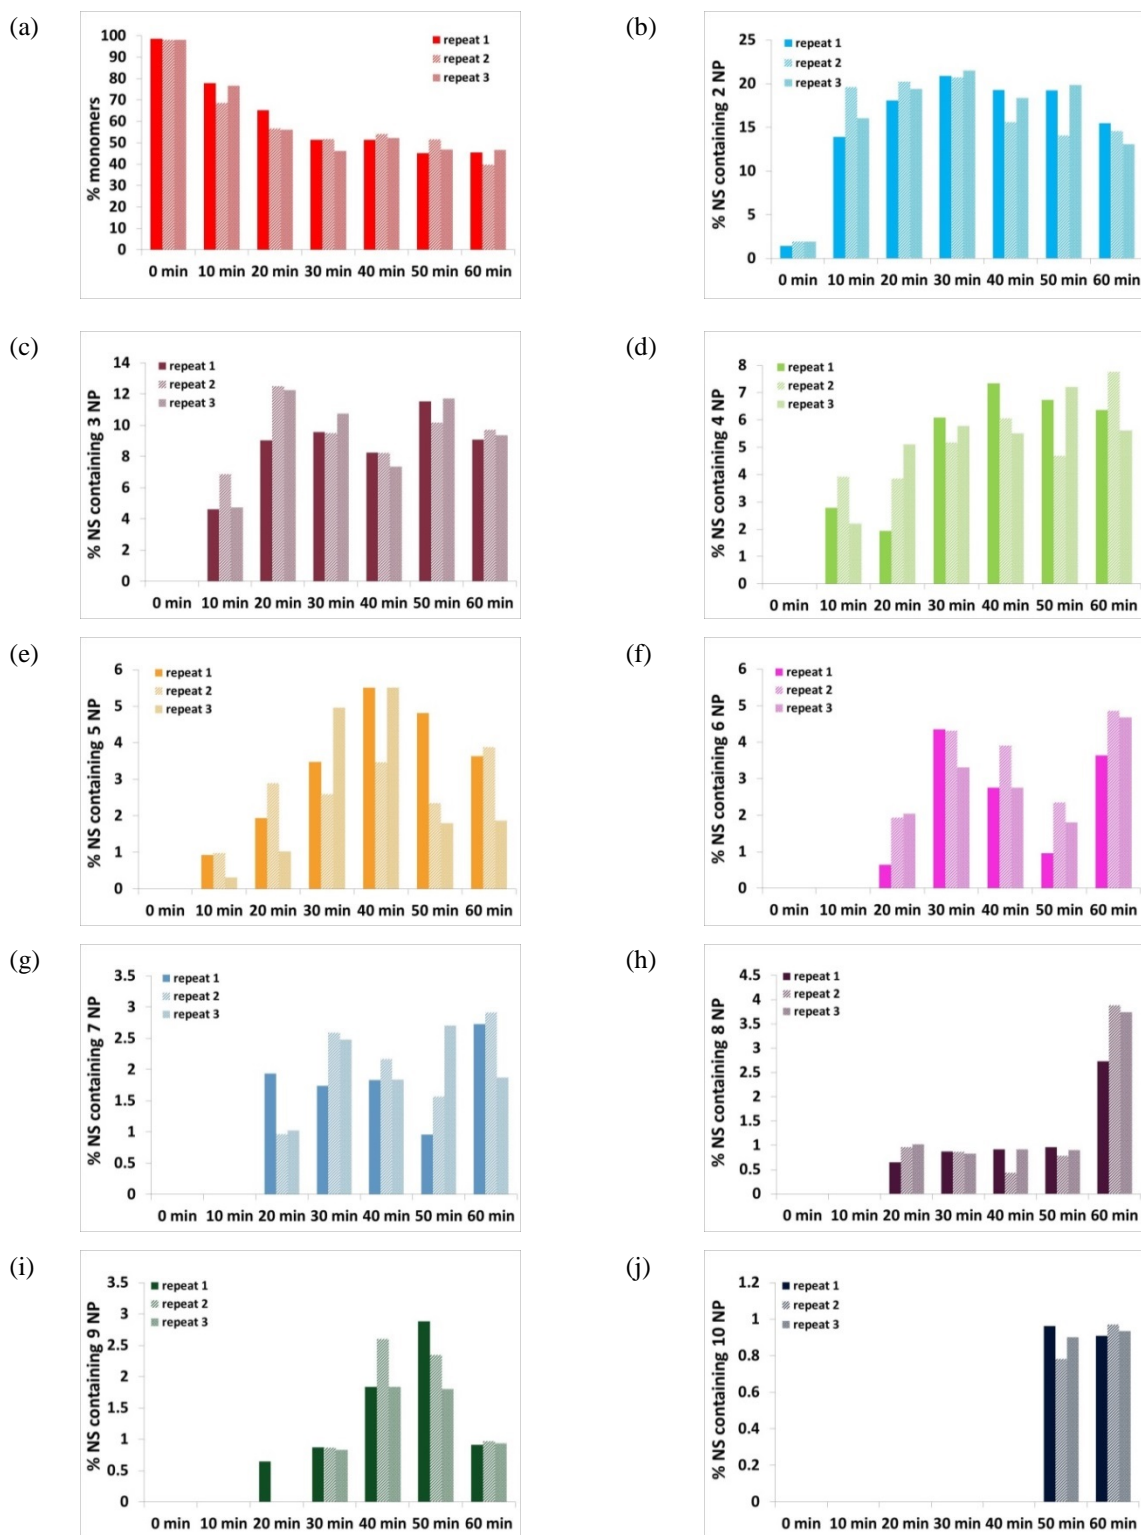 (a)
% monomers
100
90
80
70
60
50
40
30
20
10
0
repeat 1
repeat 2
repeat 3
0 min 10 min 20 min 30 min 40 min 50 min 60 min
(b)
% NS containing 2 NP
25
20
15
10
5
0
repeat 1
repeat 2
repeat 3
0 min 10 min 20 min 30 min 40 min 50 min 60 min
(c)
% NS containing 3 NP
14
12
10
8
6
4
2
0
repeat 1
repeat 2
repeat 3
0 min 10 min 20 min 30 min 40 min 50 min 60 min
(d)
% NS containing 4 NP
8
7
6
5
4
3
2
1
0
repeat 1
repeat 2
repeat 3
0 min 10 min 20 min 30 min 40 min 50 min 60 min
(e)
% NS containing 5 NP
6
5
4
3
2
1
0
repeat 1
repeat 2
repeat 3
0 min 10 min 20 min 30 min 40 min 50 min 60 min
(f)
% NS containing 6 NP
6
5
4
3
2
1
0
repeat 1
repeat 2
repeat 3
0 min 10 min 20 min 30 min 40 min 50 min 60 min
(g)
% NS containing 7 NP
3.5
3
2.5
2
1.5
1
0.5
0
repeat 1
repeat 2
repeat 3
0 min 10 min 20 min 30 min 40 min 50 min 60 min
(h)
% NS containing 8 NP
4.5
4
3.5
3
2.5
2
1.5
1
0.5
0
repeat 1
repeat 2
repeat 3
0 min 10 min 20 min 30 min 40 min 50 min 60 min
(i)
% NS containing 9 NP
3.5
3
2.5
2
1.5
1
0.5
0
repeat 1
repeat 2
repeat 3
0 min 10 min 20 min 30 min 40 min 50 min 60 min
(j)
% NS containing 10 NP
1.2
1
0.8
0.6
0.4
0.2
0
repeat 1
repeat 2
repeat 3
0 min 10 min 20 min 30 min 40 min 50 min 60 min